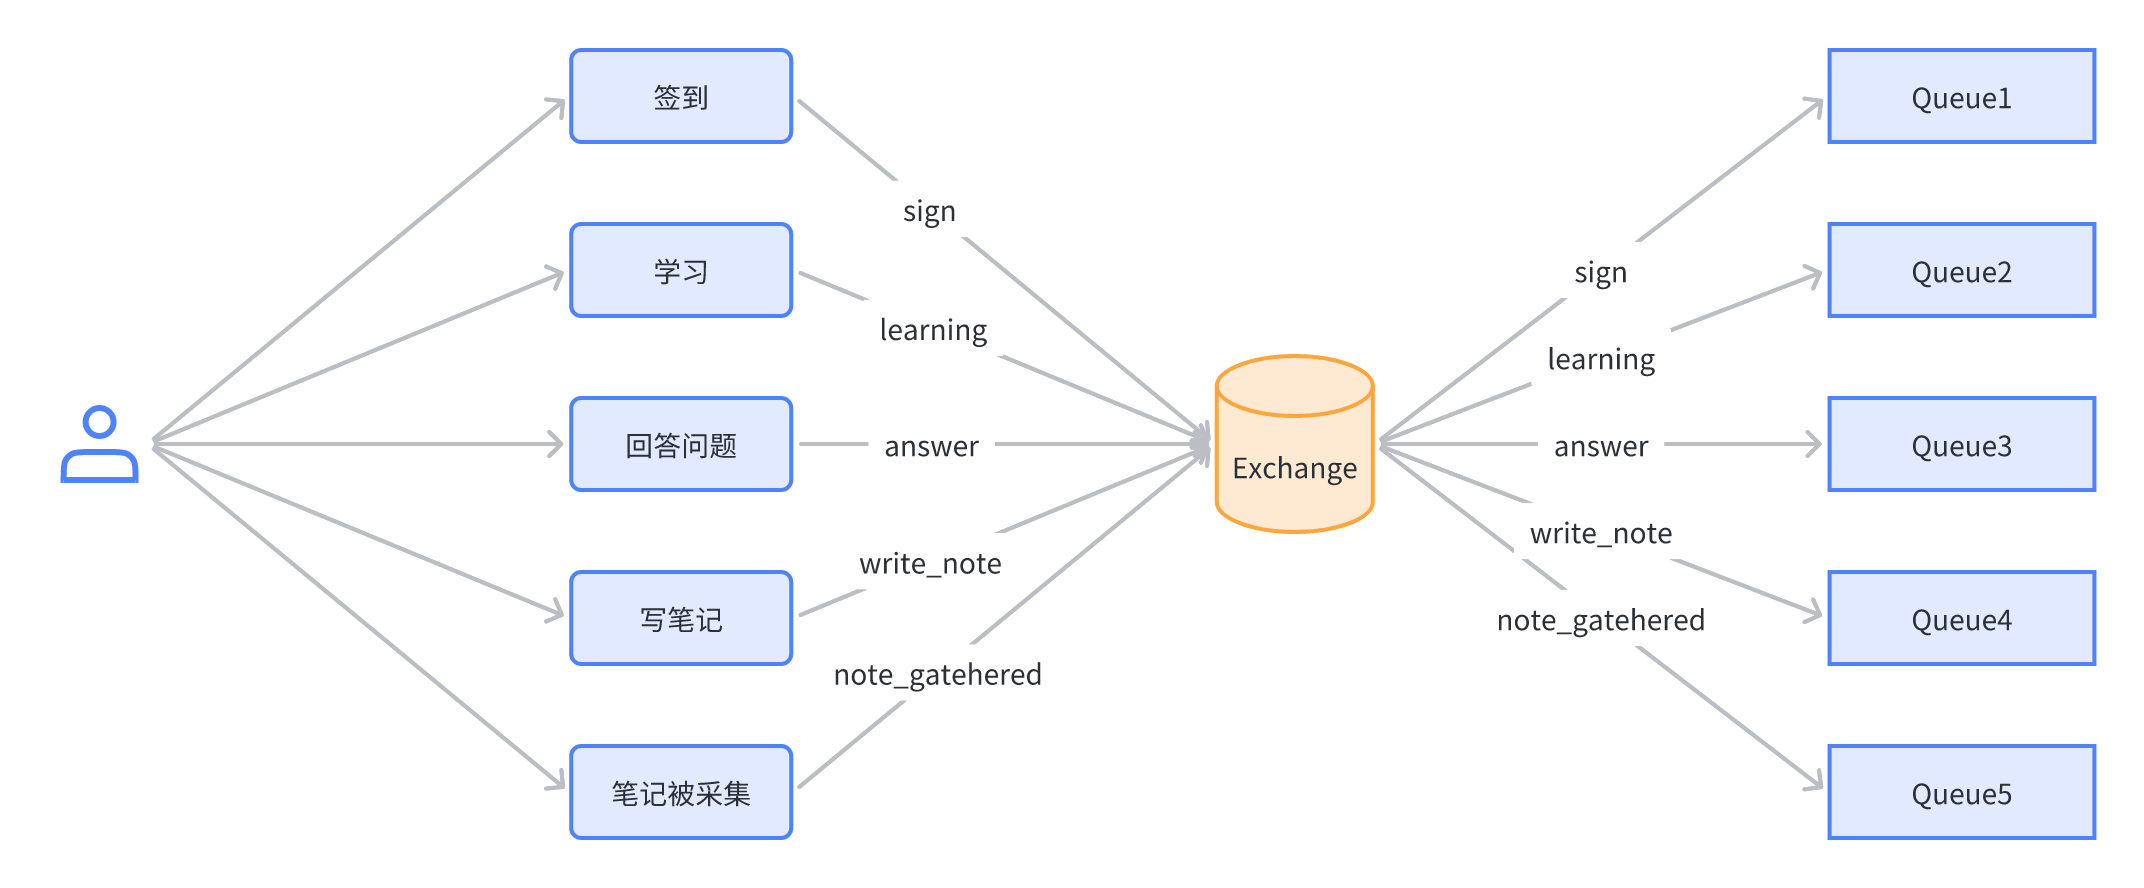 签到
学习
回答问题
写笔记
笔记被采集
sign
learning
answer
write_note
note_gatehered
Exchange
sign
learning
answer
write_note
note_gatehered
Queue1
Queue2
Queue3
Queue4
Queue5